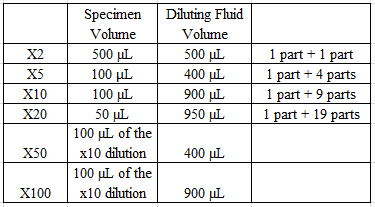 Specimen Volume Diluting Fluid Volume
X2 500 µL 500 µL 1 part + 1 part
X5 100 µL 400 µL 1 part + 4 parts
X10 100 µL 900 µL 1 part + 9 parts
X20 50 µL 950 µL 1 part + 19 parts
X50 100 µL of the x10 dilution 400 µL
X100 100 µL of the x10 dilution 900 µL